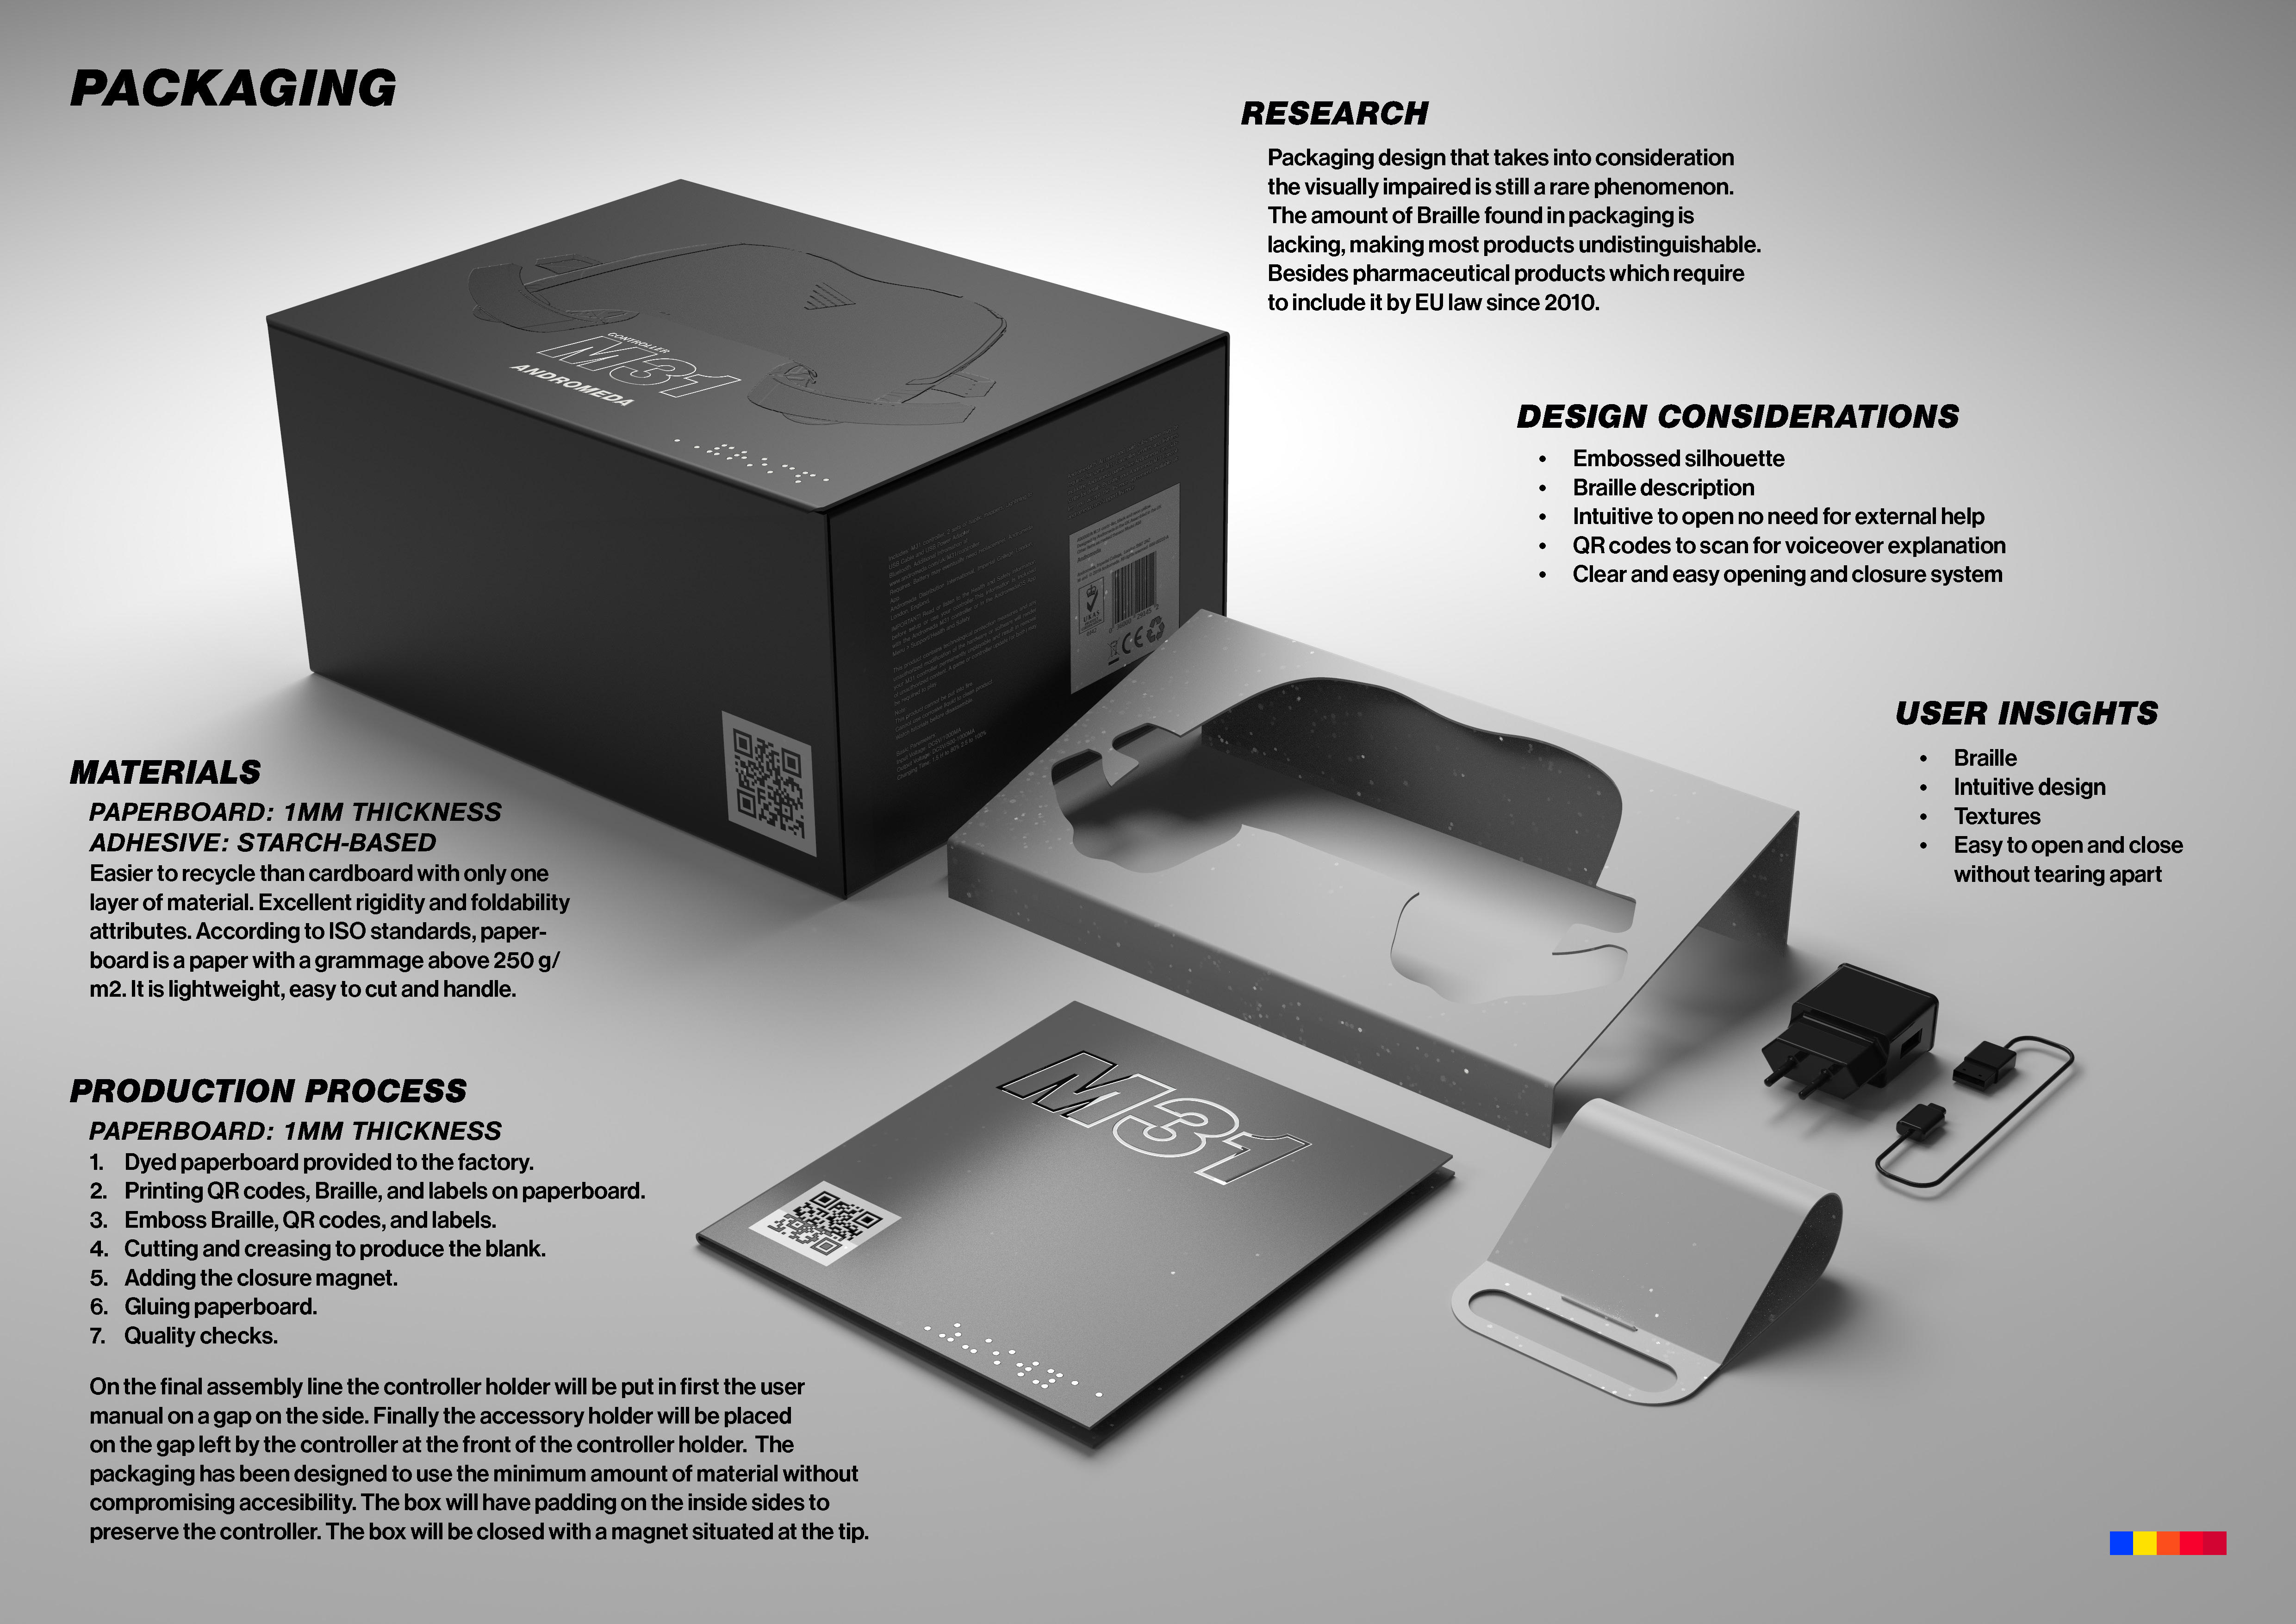 PACKAGING
RESEARCH
Packaging design that takes into consideration
the visually impaired is still a rare phenomenon.
The amount of Braille found in packaging is
lacking, making most products undistinguishable.
Besides pharmaceutical products which require
to include it by EU law since 2010.
DESIGN CONSIDERATIONS
• Embossed silhouette
• Braille description
• Intuitive to open no need for external help
• QR codes to scan for voiceover explanation
• Clear and easy opening and closure system
USER INSIGHTS
• Braille
• Intuitive design
• Textures
• Easy to open and close
without tearing apart
CONTROLLER
M31
ANDROMEDA
MATERIALS
PAPERBOARD: 1MM THICKNESS
ADHESIVE: STARCH-BASED
Easier to recycle than cardboard with only one
layer of material. Excellent rigidity and foldability
attributes. According to ISO standards, paper-
board is a paper with a grammage above 250 g/
m2. It is lightweight, easy to cut and handle.
PRODUCTION PROCESS
PAPERBOARD: 1MM THICKNESS
1. Dyed paperboard provided to the factory.
2. Printing QR codes, Braille, and labels on paperboard.
3. Emboss Braille, QR codes, and labels.
4. Cutting and creasing to produce the blank.
5. Adding the closure magnet.
6. Gluing paperboard.
7. Quality checks.
On the final assembly line the controller holder will be put in first the user
manual on a gap on the side. Finally the accessory holder will be placed
on the gap left by the controller at the front of the controller holder.  The
packaging has been designed to use the minimum amount of material without
compromising accesibility. The box will have padding on the inside sides to
preserve the controller. The box will be closed with a magnet situated at the tip.
M31
CE